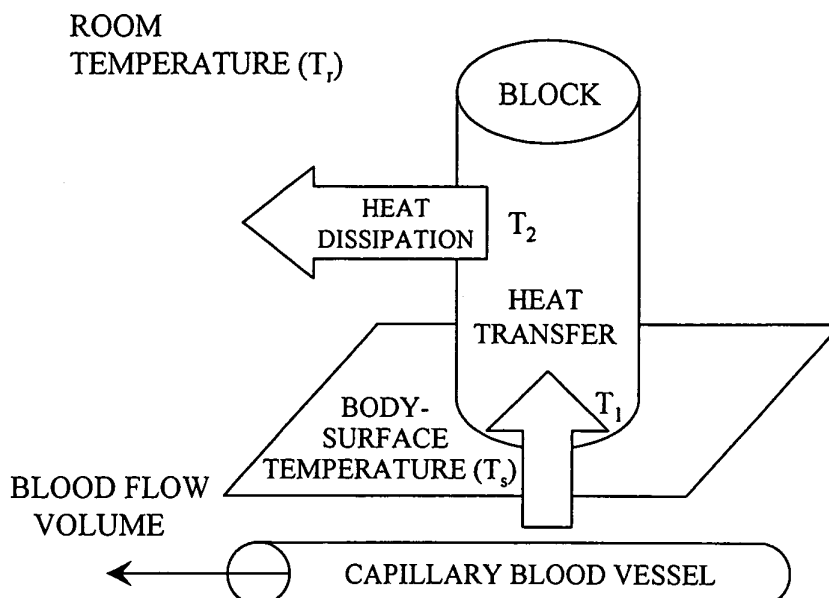 ROOM
TEMPERATURE (Tr)
BLOCK
HEAT
DISSIPATION
T2
HEAT
TRANSFER
T1
BODY-
SURFACE
TEMPERATURE (Ts)
BLOOD FLOW
VOLUME
CAPILLARY BLOOD VESSEL